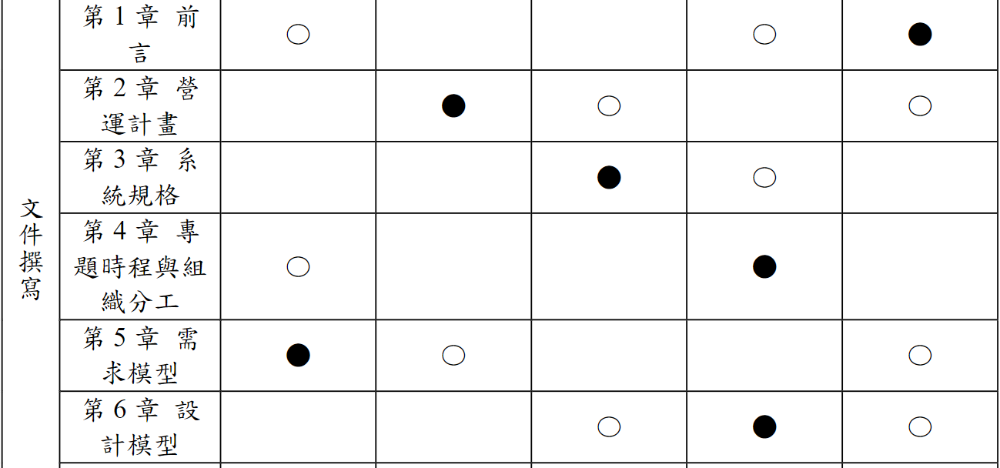 文件撰寫
第 1 章 前
言
○ ○ ●
第 2 章 營
運計畫
● ○ ○
第 3 章 系
統規格
● ○
第 4 章 專
題時程與組
織分工
○ ●
第 5 章 需
求模型
● ○ ○
第 6 章 設
計模型
○ ● ○